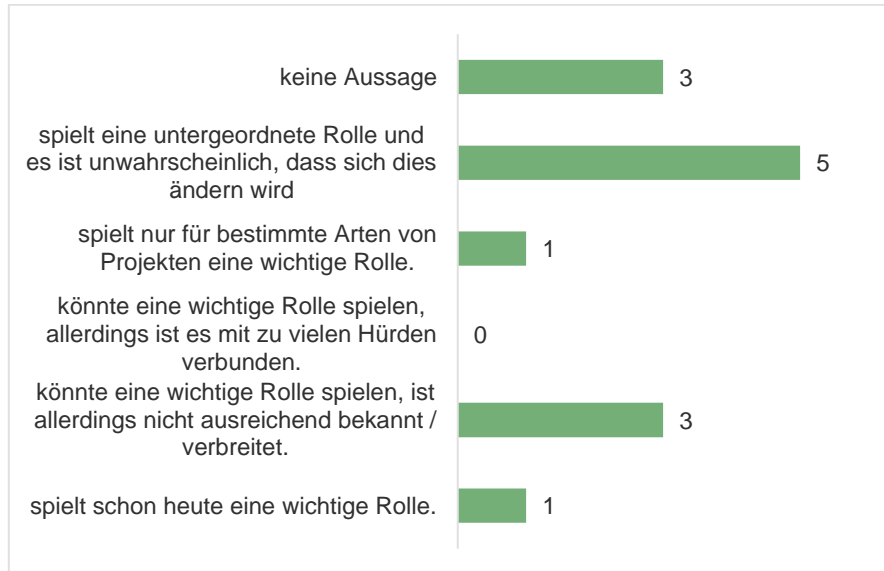 keine Aussage
3
spielt eine untergeordnete Rolle und
es ist unwahrscheinlich, dass sich dies
ändern wird
5
spielt nur für bestimmte Arten von
Projekten eine wichtige Rolle.
1
könnte eine wichtige Rolle spielen,
allerdings ist es mit zu vielen Hürden
verbunden.
0
könnte eine wichtige Rolle spielen, ist
allerdings nicht ausreichend bekannt /
verbreitet.
3
spielt schon heute eine wichtige Rolle.
1